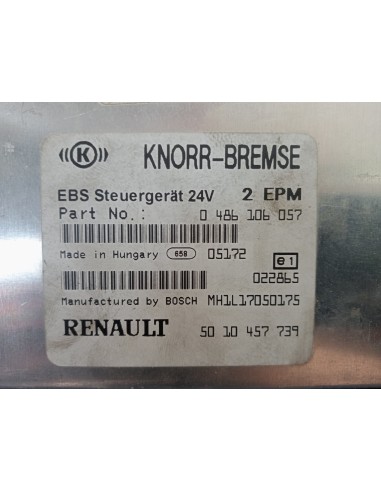 ((K)) KNORR-BREMSE
EBS Steuergerät 24V 2 EPM
Part No.: 0 486 106 057
Made in Hungary 658 05172 e1
022865
Manufactured by BOSCH MH1L17050175
RENAULT 50 10 457 739